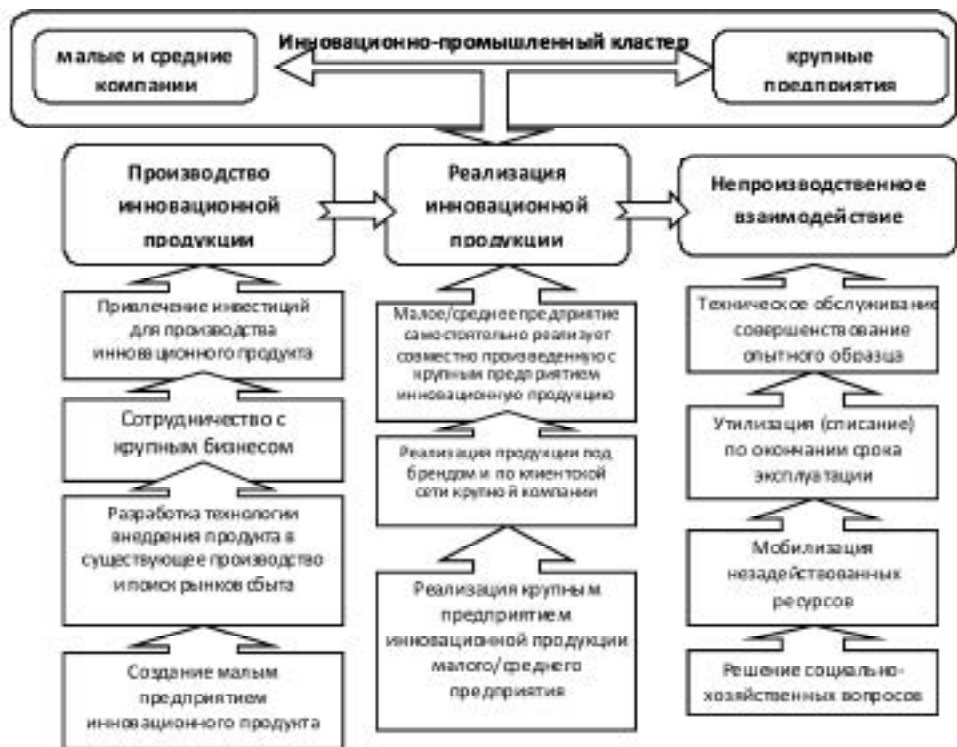 Инновационно-промышленный кластер
малые и средние
компании
крупные
предприятия
Производство
инновационной
продукции
Реализация
инновационной
продукции
Непроизводственное
взаимодействие
Привлечение инвестиций
для производства
инновационного продукта
Сотрудничество с
крупным бизнесом
Разработка технологии
внедрения продукта в
существующее производство
и поиск рынков сбыта
Создание малым
предприятием
инновационного продукта
Малое/среднее предприятие
самостоятельно реализует
совместно произведенную с
крупным предприятием
инновационную продукцию
Реализация продукции под
брендом и по клиентской
сети крупной компании
Реализация крупным
предприятием
инновационной продукции
малого/среднего
предприятия
Техническое обслуживание
совершенствование
опытного образца
Утилизация (списание)
по окончании срока
эксплуатации
Мобилизация
незадействованных
ресурсов
Решение социально-
хозяйственных вопросов